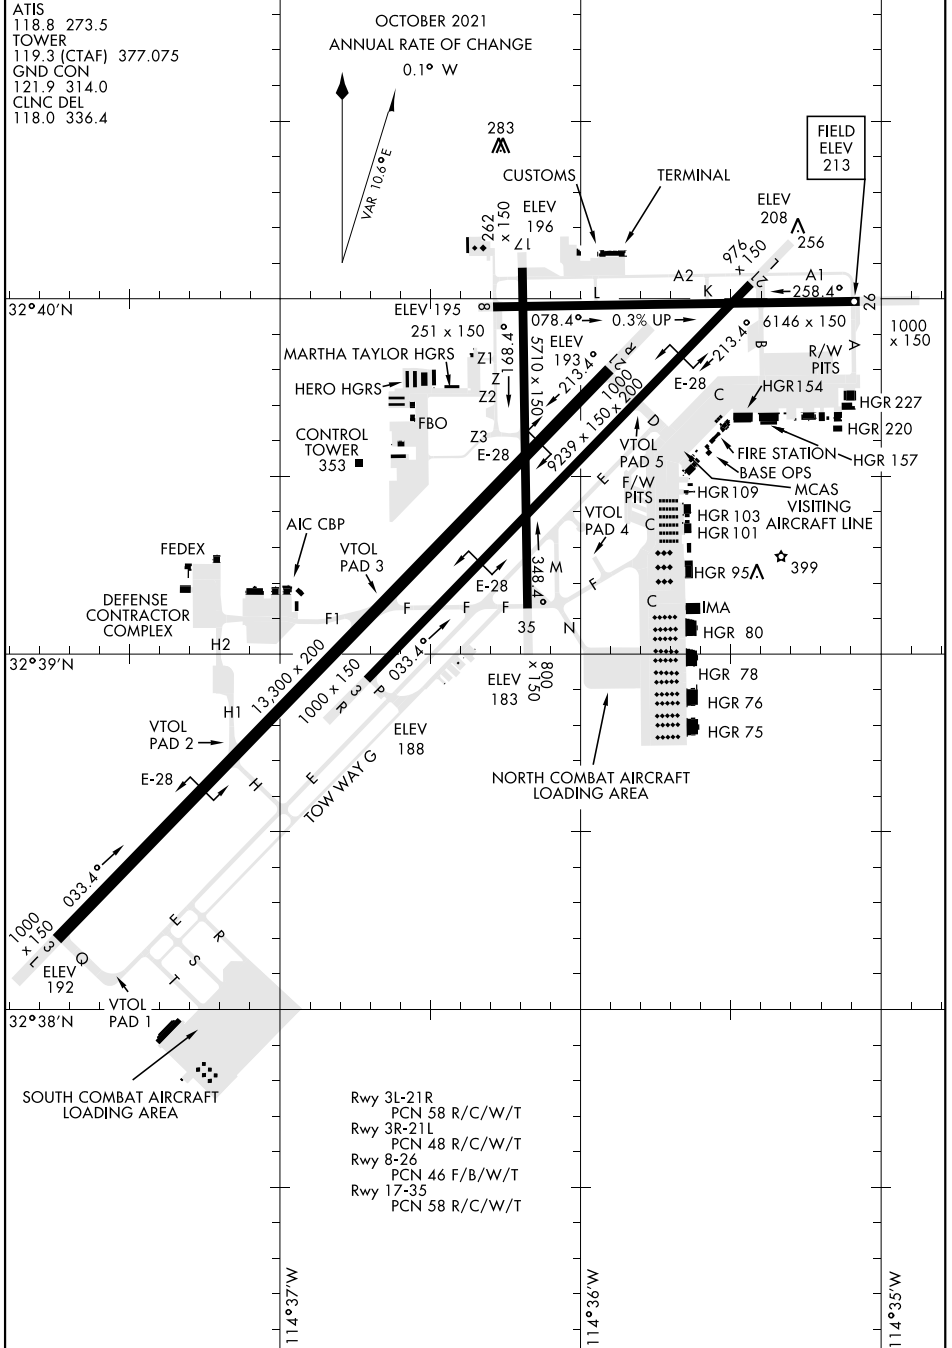 ATIS
118.8 273.5
TOWER
119.3 (CTAF) 377.075
GND CON
121.9 314.0
CLNC DEL
118.0 336.4
OCTOBER 2021
ANNUAL RATE OF CHANGE
0.1° W
VAR 10.6° E
283
CUSTOMS
TERMINAL
FIELD
ELEV
213
262
x 150
ELEV
196
17
ELEV
208
256
976
x 150
21
L
A2
A1
L
K
258.4°
26
32°40'N
ELEV 195
8
251 x 150
078.4°
0.3% UP
6146 x 150
1000
x 150
168.4°
5710 x 150
ELEV
193
213.4°
213.4°
B
A
R/W
PITS
MARTHA TAYLOR HGRS
Z1
Z
Z2
Z3
21
R
1000
x 200
E-28
HERO HGRS
FBO
HGR154
C
HGR 227
HGR 220
HGR 157
CONTROL
TOWER
353
E-28
9239 x 150
VTOL
PAD 5
D
E
F/W
PITS
FIRE STATION
BASE OPS
MCAS
VISITING
AIRCRAFT LINE
HGR109
HGR 103
HGR 101
C
VTOL
PAD 4
AIC CBP
FEDEX
VTOL
PAD 3
399
HGR 95
E-28
348.4°
M
F
DEFENSE
CONTRACTOR
COMPLEX
F1
F
F
F
F
35
N
C
IMA
HGR 80
H2
32°39'N
13,300 x 200
1000 x 150
3
R
P
033.4°
ELEV
183
800
x 150
HGR 78
HGR 76
HGR 75
H1
VTOL
PAD 2
ELEV
188
E-28
H
E
TOW WAY G
NORTH COMBAT AIRCRAFT
LOADING AREA
033.4°
1000
x 150
3
L
Q
ELEV
192
E
R
S
T
VTOL
PAD 1
32°38'N
SOUTH COMBAT AIRCRAFT
LOADING AREA
Rwy 3L-21R
PCN 58 R/C/W/T
Rwy 3R-21L
PCN 48 R/C/W/T
Rwy 8-26
PCN 46 F/B/W/T
Rwy 17-35
PCN 58 R/C/W/T
114°37'W
114°36'W
114°35'W